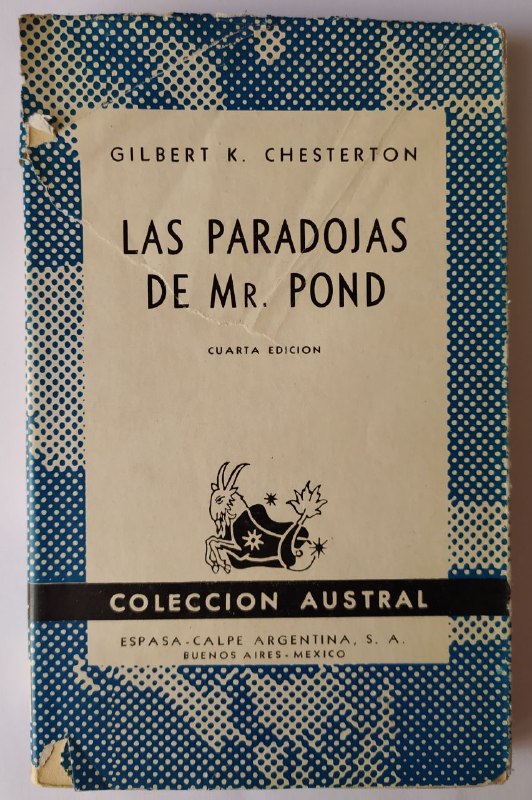 GILBERT K. CHESTERTON
LAS PARADOJAS
DE MR. POND
CUARTA EDICION
COLECCION AUSTRAL
ESPASA-CALPE ARGENTINA, S. A.
BUENOS AIRES - MEXICO